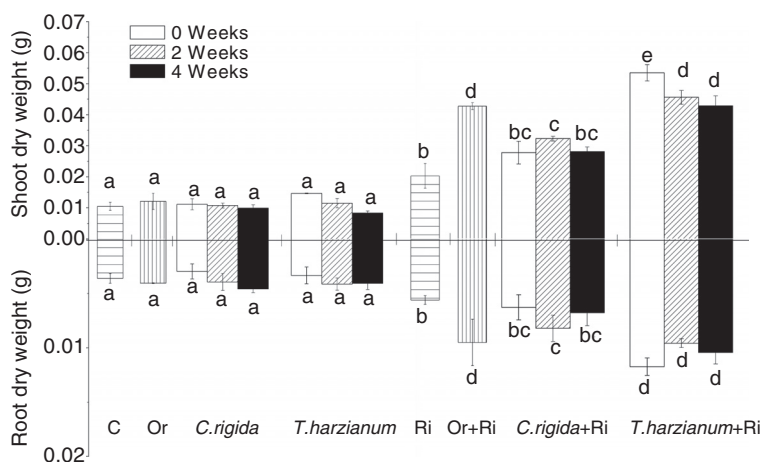 0.07
0.06
0.05
0.04
0.03
0.02
0.01
0.00
0.01
0.02
Shoot dry weight (g)
Root dry weight (g)
0 Weeks
2 Weeks
4 Weeks
a a a a a a a a b d bc c bc e d d
a a a a a a a a b d bc c bc d d d
C Or C.rigida T.harzianum Ri Or+Ri C.rigida+Ri T.harzianum+Ri